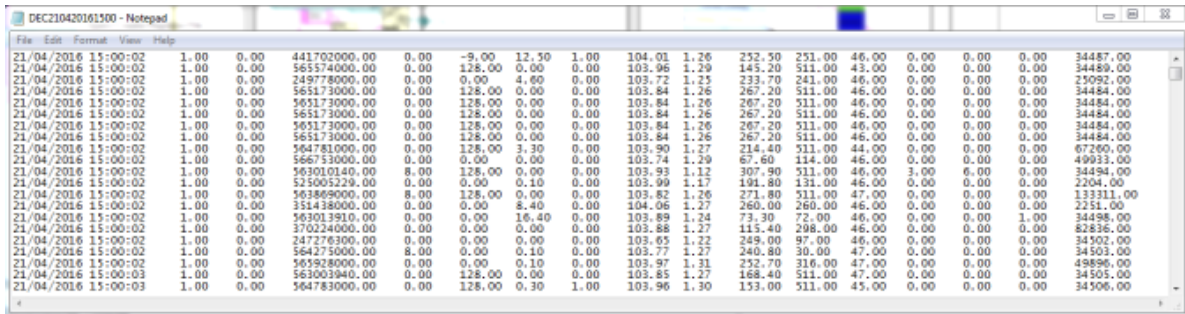 DEC210420161500 - Notepad
File Edit Format View Help
21/04/2016 15:00:02 1.00 0.00 441702000.00 0.00 -9.00 12.50 1.00 104.01 1.26 252.50 251.00 46.00 0.00 0.00 0.00 34487.00
21/04/2016 15:00:02 1.00 0.00 565574000.00 0.00 128.00 0.00 0.00 103.96 1.29 145.20 511.00 43.00 0.00 0.00 0.00 34489.00
21/04/2016 15:00:02 1.00 0.00 249778000.00 0.00 0.00 4.60 0.00 103.72 1.25 233.70 241.00 46.00 0.00 0.00 0.00 25092.00
21/04/2016 15:00:02 1.00 0.00 565173000.00 0.00 128.00 0.00 0.00 103.84 1.26 267.20 511.00 46.00 0.00 0.00 0.00 34484.00
21/04/2016 15:00:02 1.00 0.00 565173000.00 0.00 128.00 0.00 0.00 103.84 1.26 267.20 511.00 46.00 0.00 0.00 0.00 34484.00
21/04/2016 15:00:02 1.00 0.00 565173000.00 0.00 128.00 0.00 0.00 103.84 1.26 267.20 511.00 46.00 0.00 0.00 0.00 34484.00
21/04/2016 15:00:02 1.00 0.00 565173000.00 0.00 128.00 0.00 0.00 103.84 1.26 267.20 511.00 46.00 0.00 0.00 0.00 34484.00
21/04/2016 15:00:02 1.00 0.00 565173000.00 0.00 128.00 0.00 0.00 103.84 1.26 267.20 511.00 46.00 0.00 0.00 0.00 34484.00
21/04/2016 15:00:02 1.00 0.00 564781000.00 0.00 128.00 3.30 0.00 103.90 1.27 214.40 511.00 44.00 0.00 0.00 0.00 67260.00
21/04/2016 15:00:02 1.00 0.00 566753000.00 0.00 0.00 0.00 0.00 103.74 1.29 67.60 114.00 46.00 0.00 0.00 0.00 49933.00
21/04/2016 15:00:02 1.00 0.00 563010140.00 8.00 128.00 0.00 0.00 103.93 1.12 307.90 511.00 46.00 3.00 6.00 0.00 34494.00
21/04/2016 15:00:02 1.00 0.00 525005229.00 0.00 0.00 0.10 0.00 103.99 1.17 191.80 131.00 46.00 0.00 0.00 0.00 2204.00
21/04/2016 15:00:02 1.00 0.00 563869000.00 8.00 128.00 0.00 0.00 103.82 1.26 271.80 511.00 47.00 0.00 0.00 0.00 133311.00
21/04/2016 15:00:02 1.00 0.00 351438000.00 0.00 0.00 8.40 0.00 104.06 1.27 260.00 260.00 46.00 0.00 0.00 0.00 2251.00
21/04/2016 15:00:02 1.00 0.00 563013910.00 0.00 0.00 16.40 0.00 103.89 1.24 73.30 72.00 46.00 0.00 0.00 1.00 34498.00
21/04/2016 15:00:02 1.00 0.00 370224000.00 0.00 0.00 0.00 0.00 103.88 1.27 115.40 298.00 46.00 0.00 0.00 0.00 82836.00
21/04/2016 15:00:02 1.00 0.00 247276300.00 0.00 0.00 0.00 0.00 103.65 1.22 249.00 97.00 46.00 0.00 0.00 0.00 34502.00
21/04/2016 15:00:02 1.00 0.00 564275000.00 8.00 0.00 0.10 0.00 103.77 1.27 240.80 30.00 47.00 0.00 0.00 0.00 34503.00
21/04/2016 15:00:02 1.00 0.00 565928000.00 0.00 0.00 0.10 0.00 103.97 1.31 252.70 316.00 47.00 0.00 0.00 0.00 49896.00
21/04/2016 15:00:03 1.00 0.00 563003940.00 0.00 128.00 0.00 0.00 103.85 1.27 168.40 511.00 47.00 0.00 0.00 0.00 34505.00
21/04/2016 15:00:03 1.00 0.00 564783000.00 0.00 128.00 0.30 1.00 103.96 1.30 153.00 511.00 45.00 0.00 0.00 0.00 34506.00